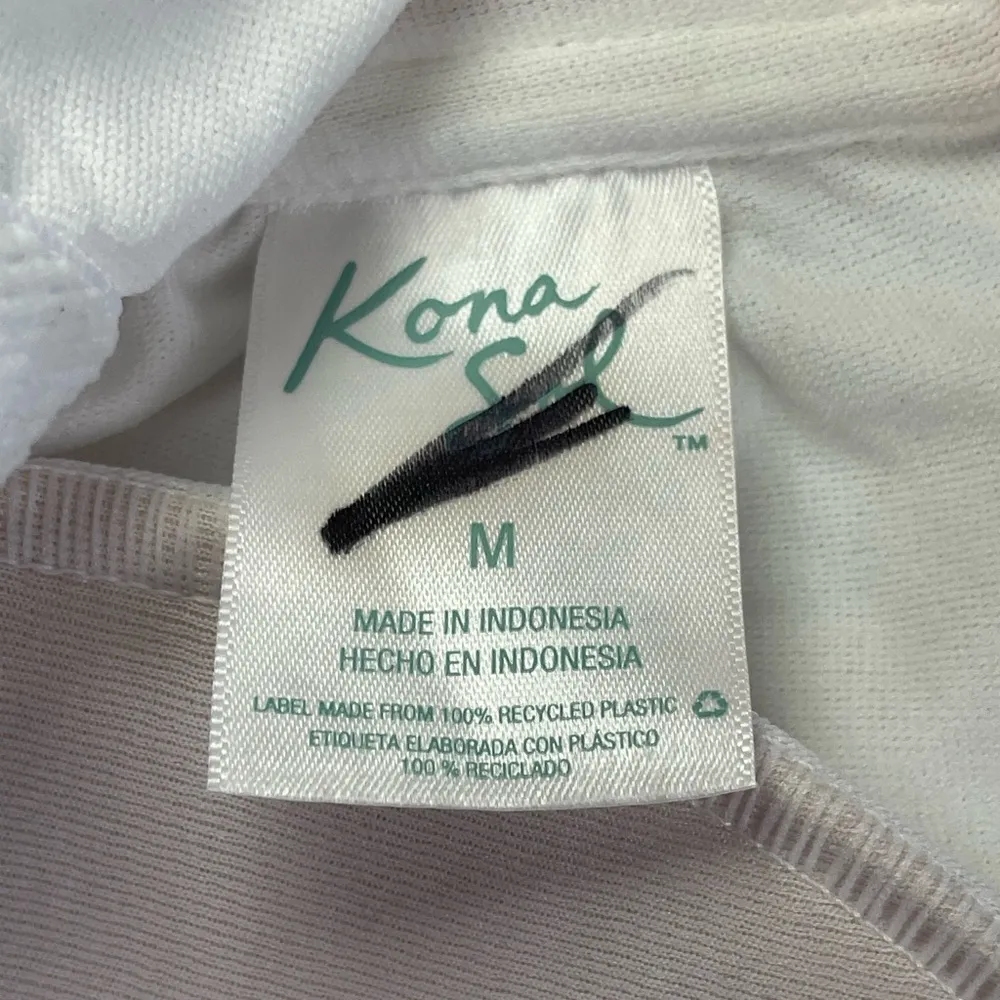 Kona
Sol
TM
M
MADE IN INDONESIA
HECHO EN INDONESIA
LABEL MADE FROM 100% RECYCLED PLASTIC
ETIQUETA ELABORADA CON PLÁSTICO
100 % RECICLADO